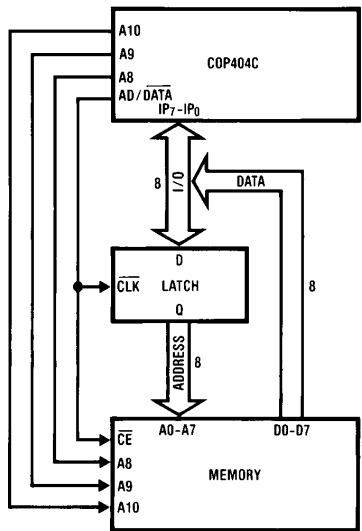 A10
A9
A8
AD/DATA
COP404C
IP7-IP0
8
I/O
DATA
8
D
CLK
LATCH
Q
ADDRESS
8
A0-A7
D0-D7
CE
A8
A9
A10
MEMORY